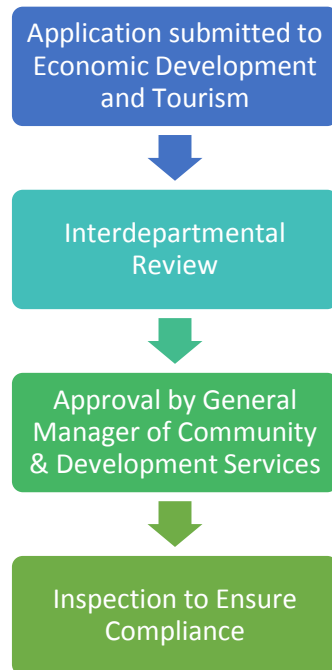 Application submitted to
Economic Development
and Tourism
Interdepartmental
Review
Approval by General
Manager of Community
& Development Services
Inspection to Ensure
Compliance